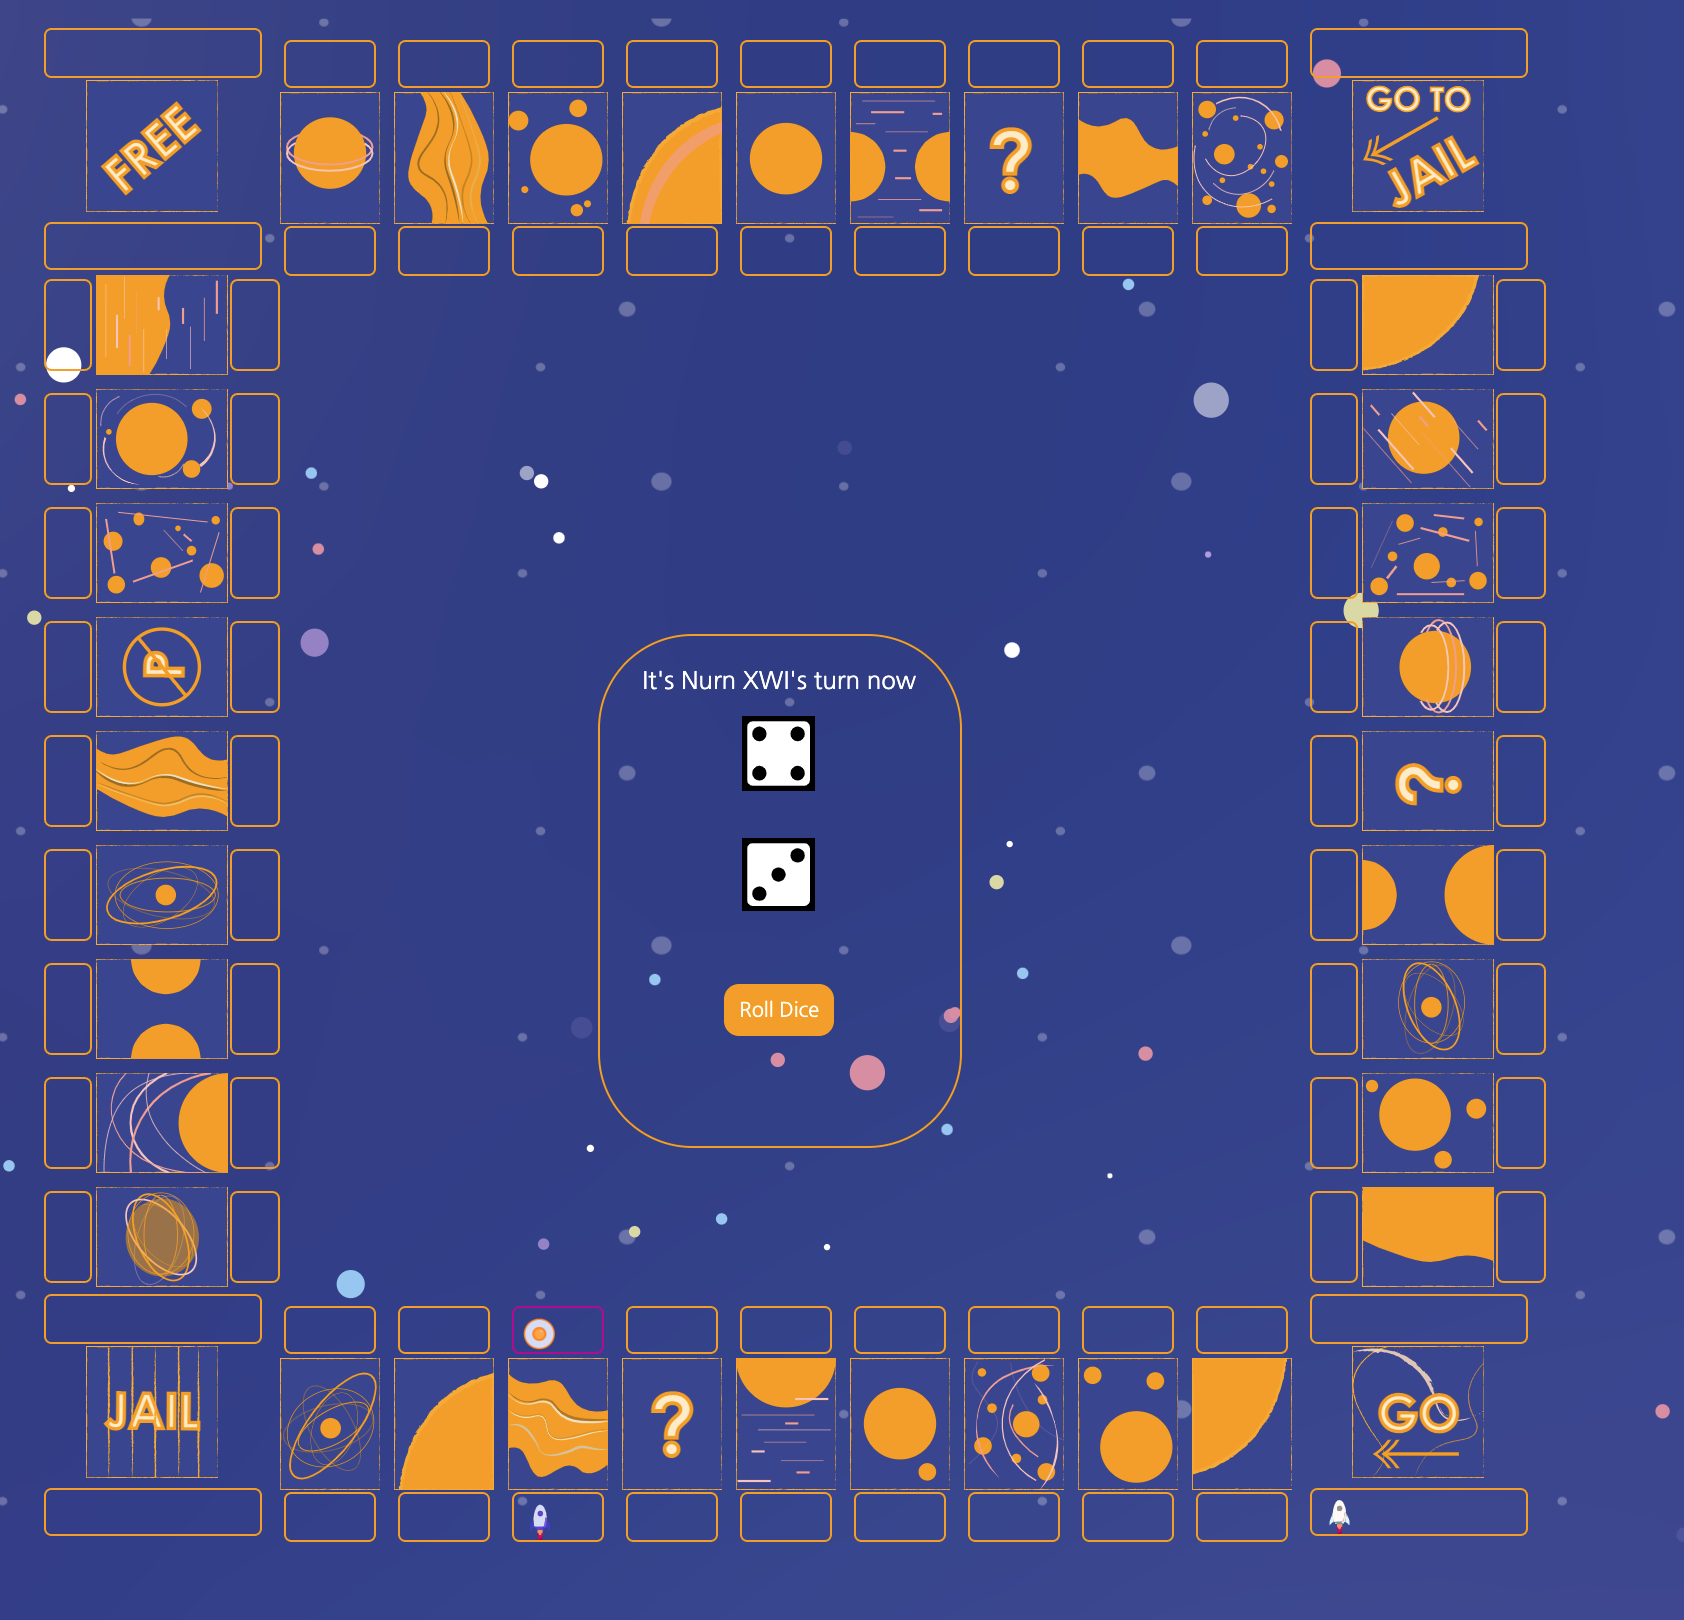 FREE
?
GO TO
JAIL
P
It's Nurn XWI's turn now
?
Roll Dice
JAIL
?
GO